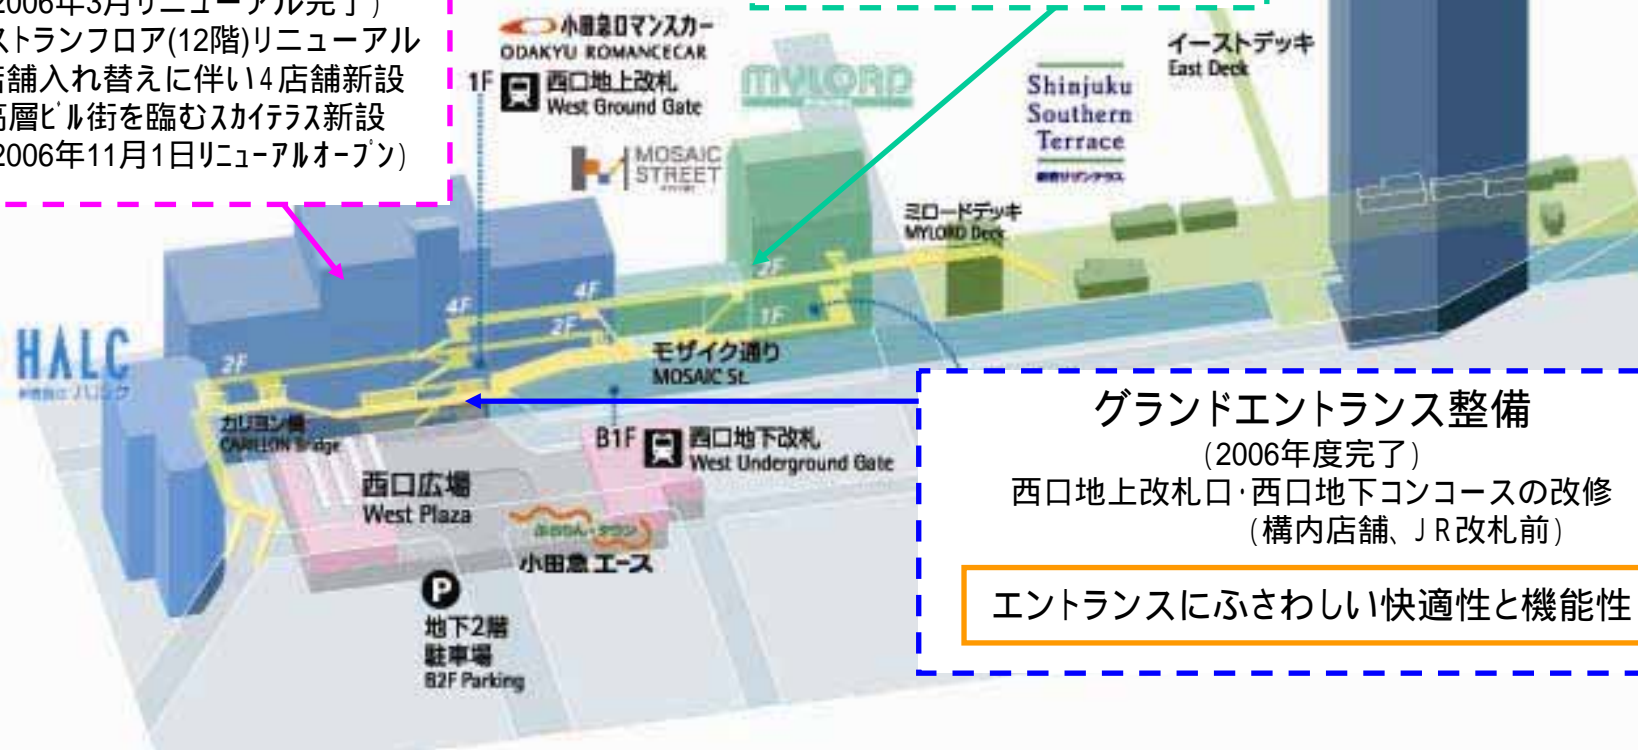 2006年3月リニューアル完了)
ストランフロア(12階)リニューアル
店舗入れ替えに伴い4店舗新設
高層ビル街を臨むスカイテラス新設
2006年11月1日リニューアルオープン)
小田急ロマンスカー
ODAKYU ROMANCECAR
1F 西口地上改札
West Ground Gate
MYLORD
MOSAIC
STREET
Shinjuku
Southern
Terrace
新宿サザンテラス
イーストデッキ
East Deck
ミロードデッキ
MYLORD Deck
HALC
ハルク
2F
4F
4F
2F
2F
1F
モザイク通り
MOSAIC St.
カリヨン橋
CARILLON Bridge
B1F 西口地下改札
West Underground Gate
西口広場
West Plaza
小田急エース
P
地下2階
駐車場
B2F Parking
グランドエントランス整備
(2006年度完了)
西口地上改札口・西口地下コンコースの改修
(構内店舗、JR改札前)
エントランスにふさわしい快適性と機能性